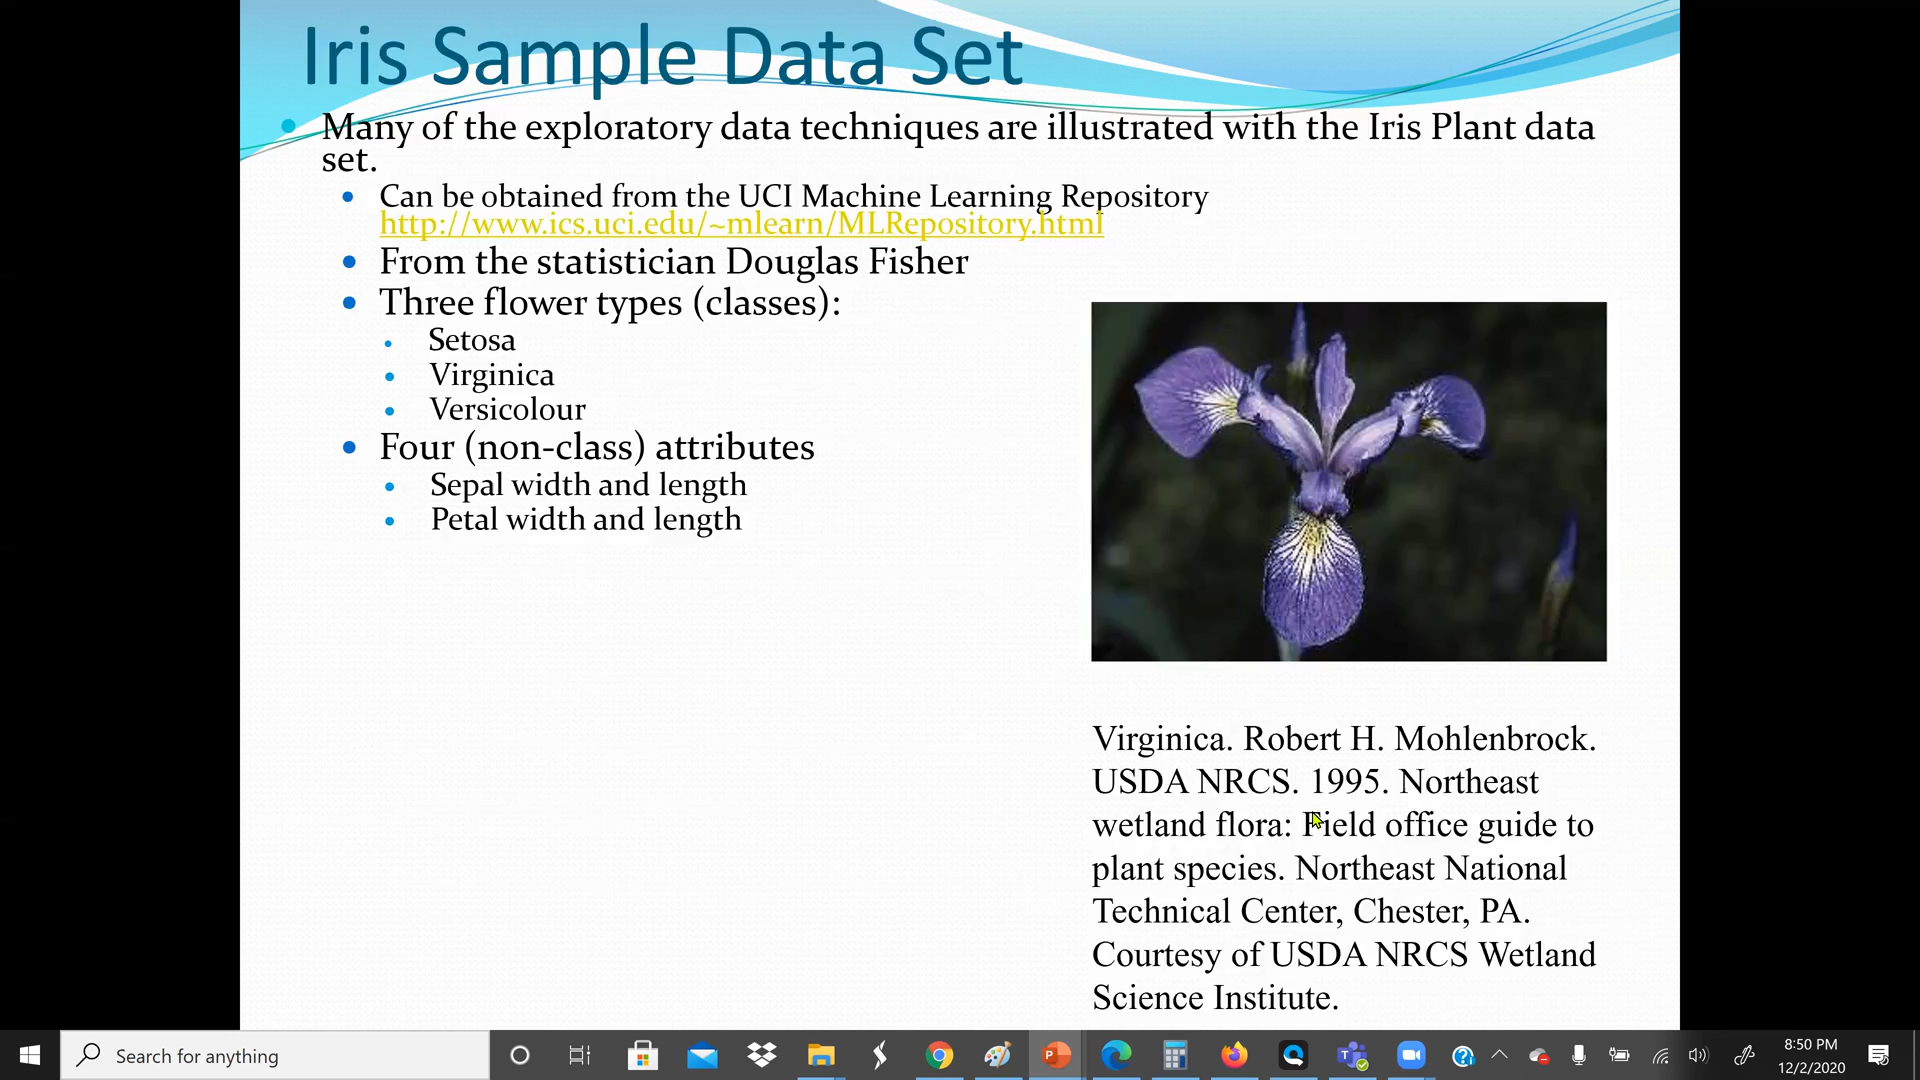 Iris Sample Data Set
Many of the exploratory data techniques are illustrated with the Iris Plant data
set.
Can be obtained from the UCI Machine Learning Repository
http://www.ics.uci.edu/~mlearn/MLRepository.html
From the statistician Douglas Fisher
Three flower types (classes):
Setosa
Virginica
Versicolour
Four (non-class) attributes
Sepal width and length
Petal width and length
Virginica. Robert H. Mohlenbrock.
USDA NRCS. 1995. Northeast
wetland flora: Field office guide to
plant species. Northeast National
Technical Center, Chester, PA.
Courtesy of USDA NRCS Wetland
Science Institute.
Search for anything
8:50 PM
12/2/2020